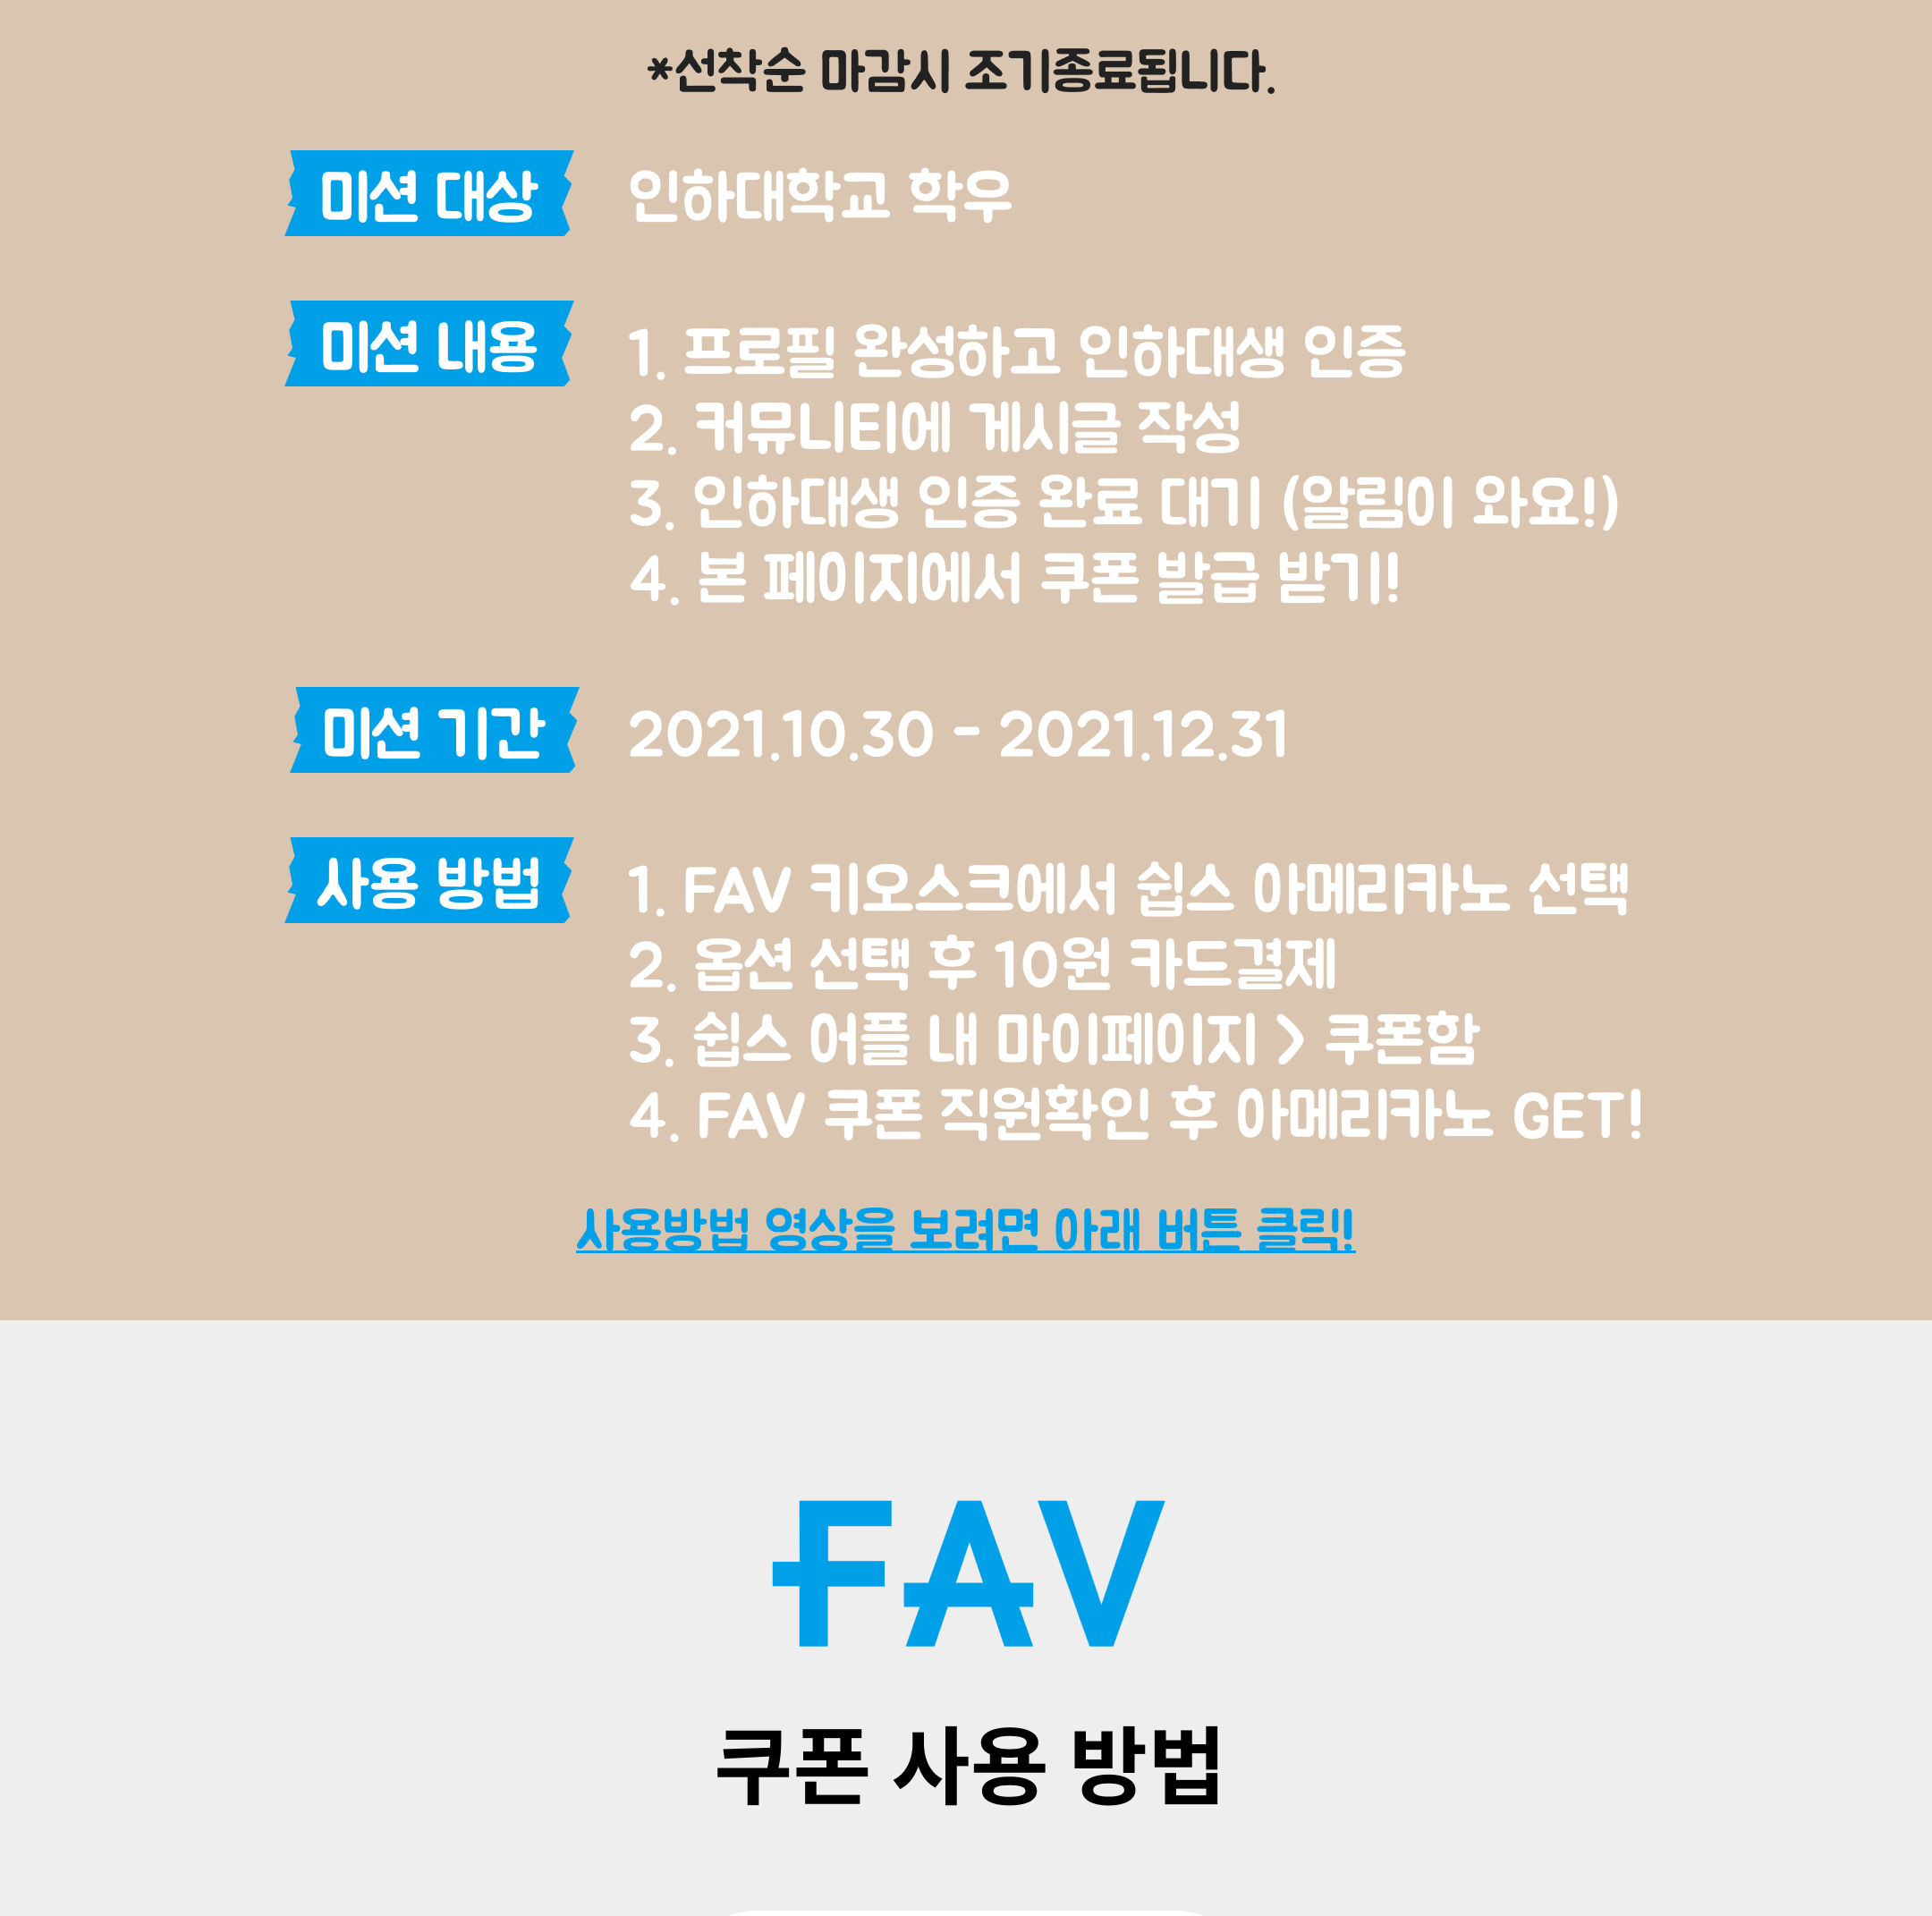 *선착순 마감시 조기종료됩니다.
미션 대상
인하대학교 학우
미션 내용
1. 프로필 완성하고 인하대생 인증
2. 커뮤니티에 게시글 작성
3. 인하대생 인증 완료 대기 (알림이 와요!)
4. 본 페이지에서 쿠폰 발급 받기!
미션 기간
2021.10.30 - 2021.12.31
사용 방법
1. FAV 키오스크에서 쉽소 아메리카노 선택
2. 옵션 선택 후 10원 카드결제
3. 쉽소 어플 내 마이페이지 > 쿠폰함
4. FAV 쿠폰 직원확인 후 아메리카노 GET!
사용방법 영상을 보려면 아래 버튼 클릭!
FAV
쿠폰 사용 방법